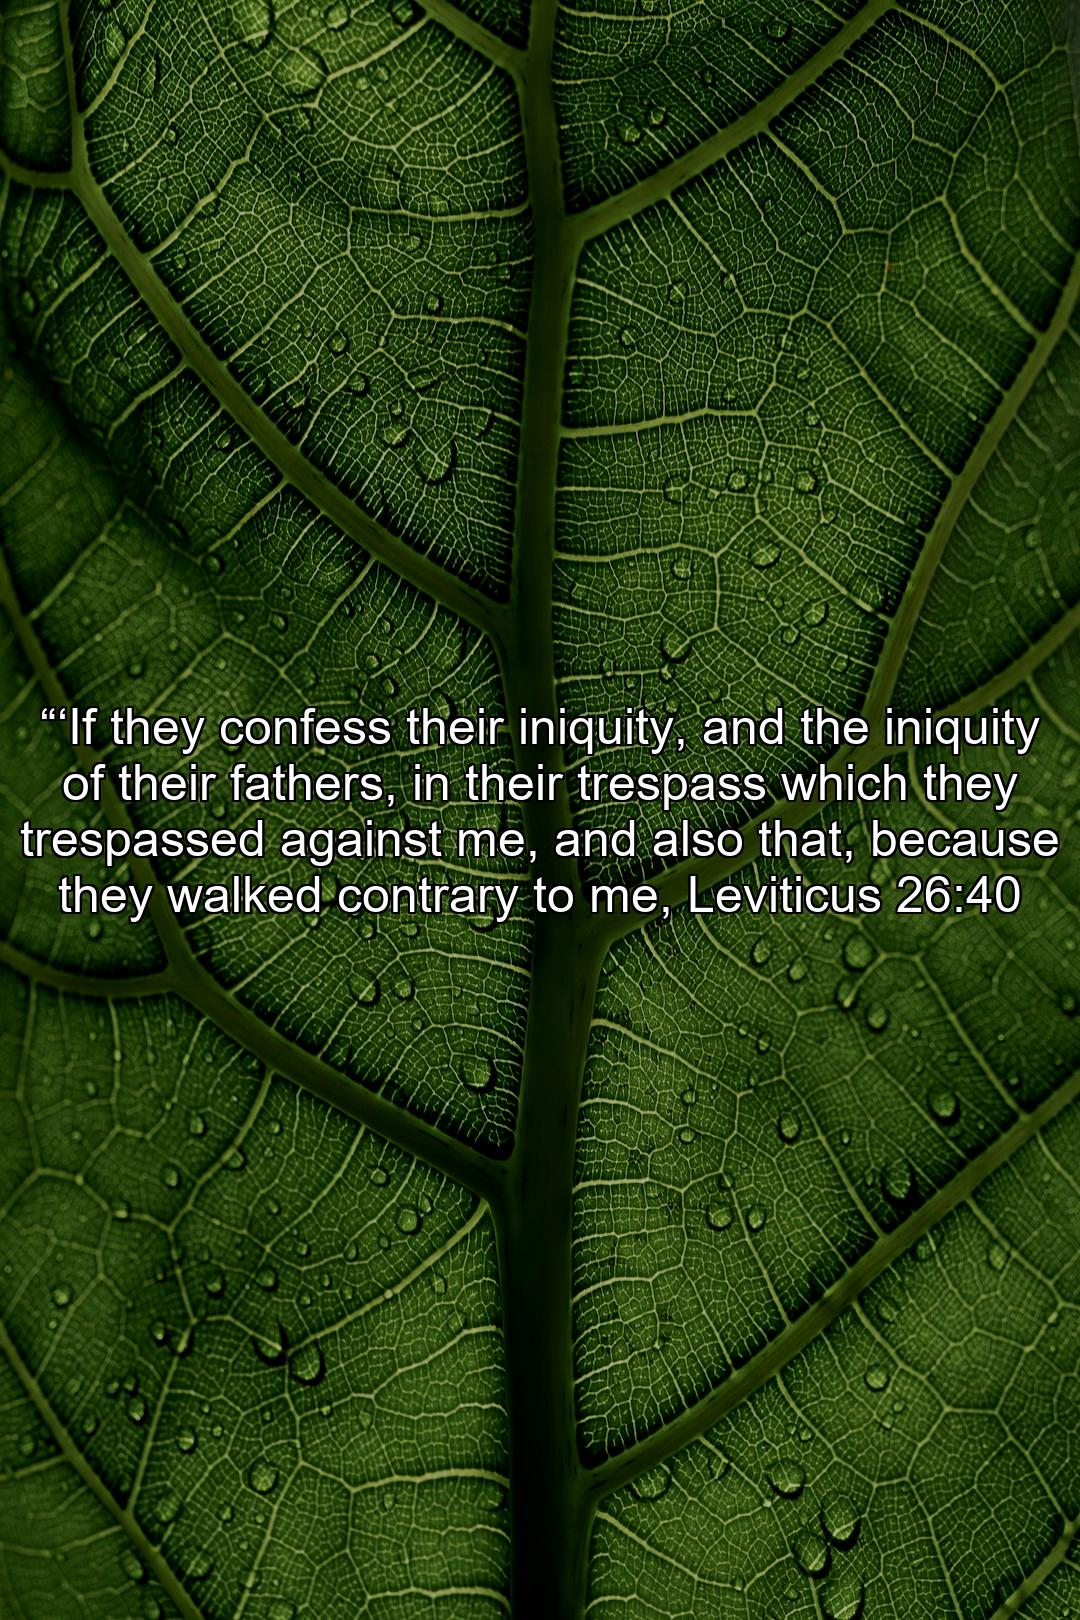 “‘If they confess their iniquity, and the iniquity
of their fathers, in their trespass which they
trespassed against me, and also that, because
they walked contrary to me, Leviticus 26:40